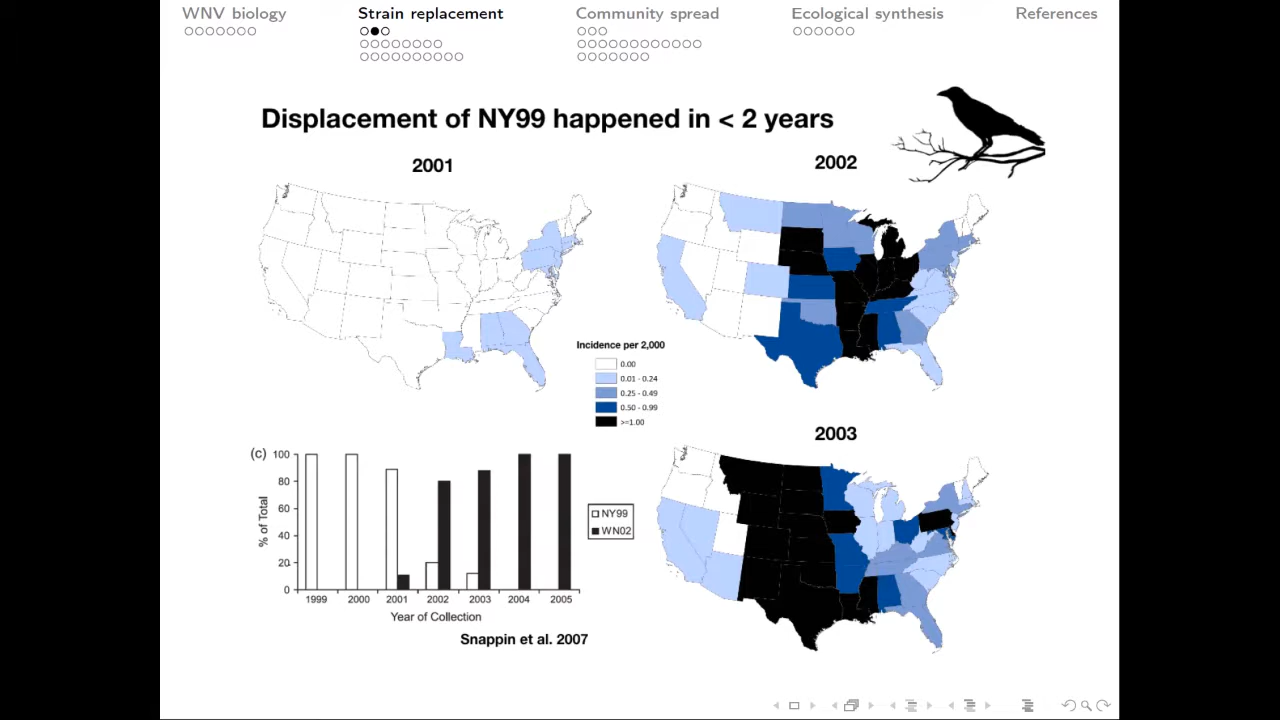 WNV biology
Strain replacement
Community spread
Ecological synthesis
References
Displacement of NY99 happened in < 2 years
2001
2002
Incidence per 2,000
0.00
0.01 - 0.24
0.25 - 0.49
0.50 - 0.99
>=1.00
2003
(c)
100
80
60
40
20
0
% of Total
NY99
WN02
1999 2000 2001 2002 2003 2004 2005
Year of Collection
Snappin et al. 2007